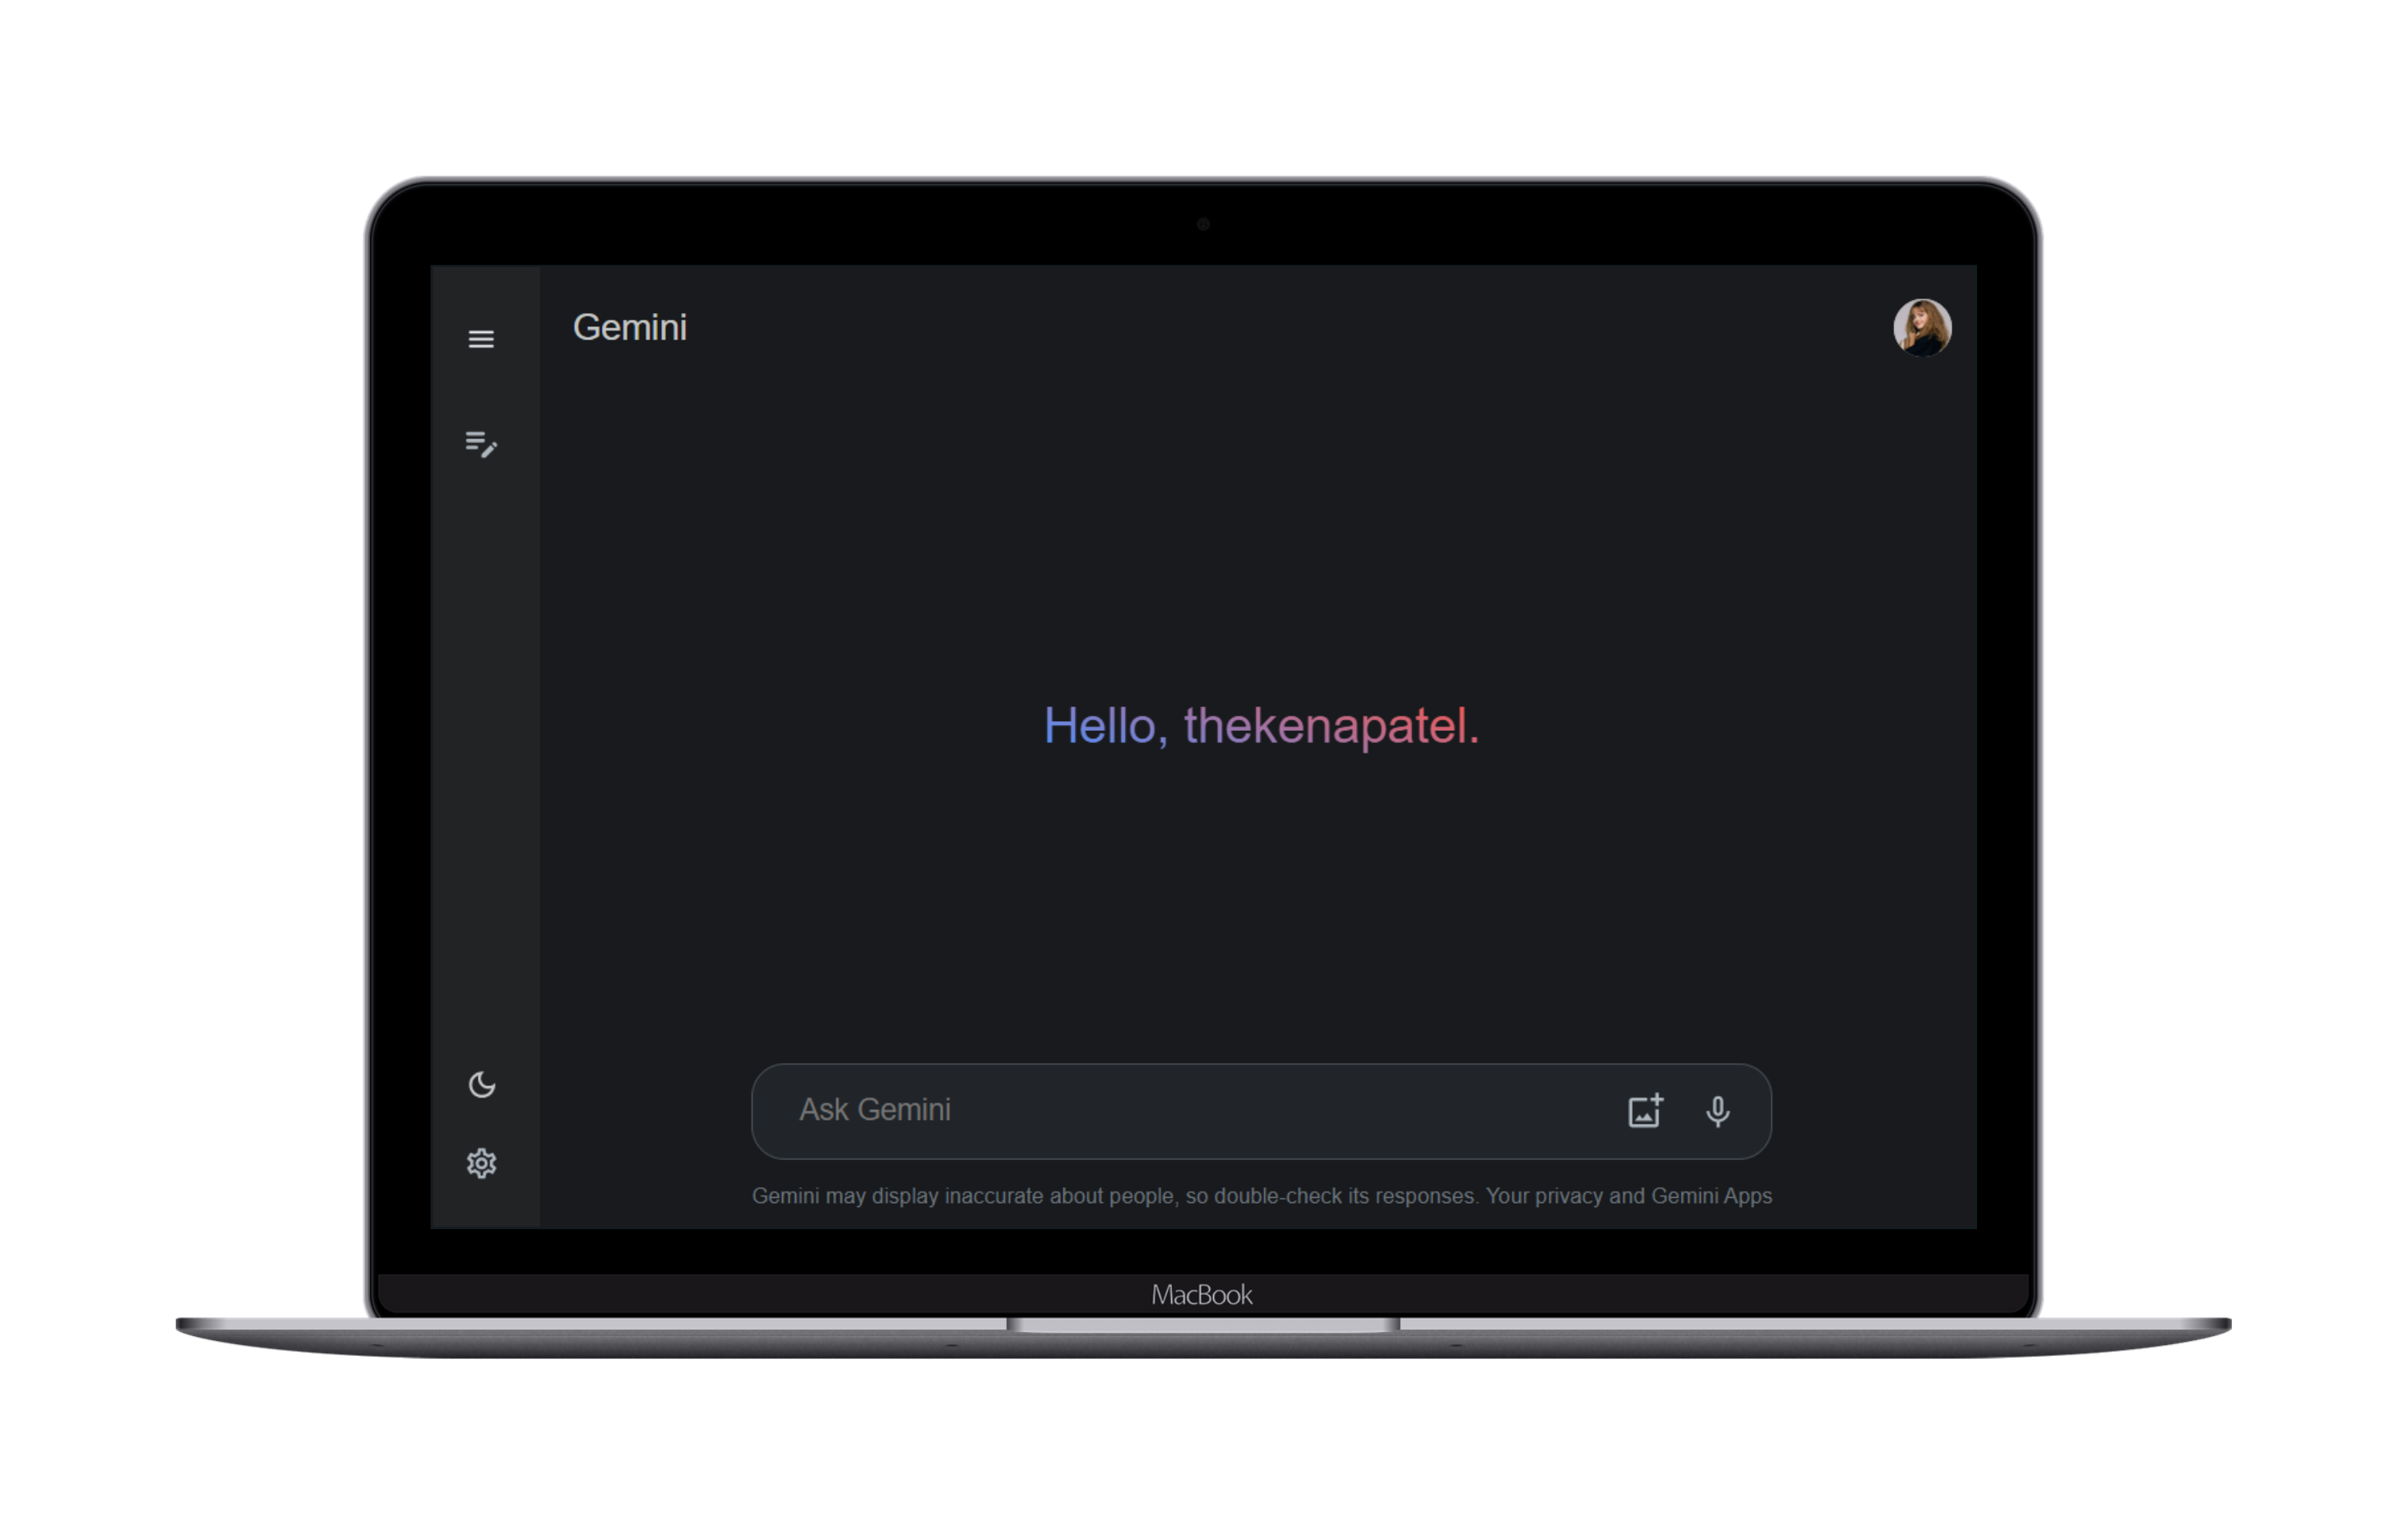 Gemini
Hello, thekenapatel.
Ask Gemini
Gemini may display inaccurate about people, so double-check its responses. Your privacy and Gemini Apps
MacBook